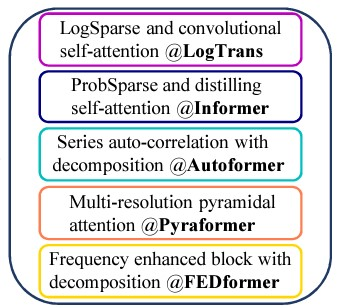 LogSparse and convolutional
self-attention @LogTrans
ProbSparse and distilling
self-attention @Informer
Series auto-correlation with
decomposition @Autoformer
Multi-resolution pyramidal
attention @Pyraformer
Frequency enhanced block with
decomposition @FEDformer